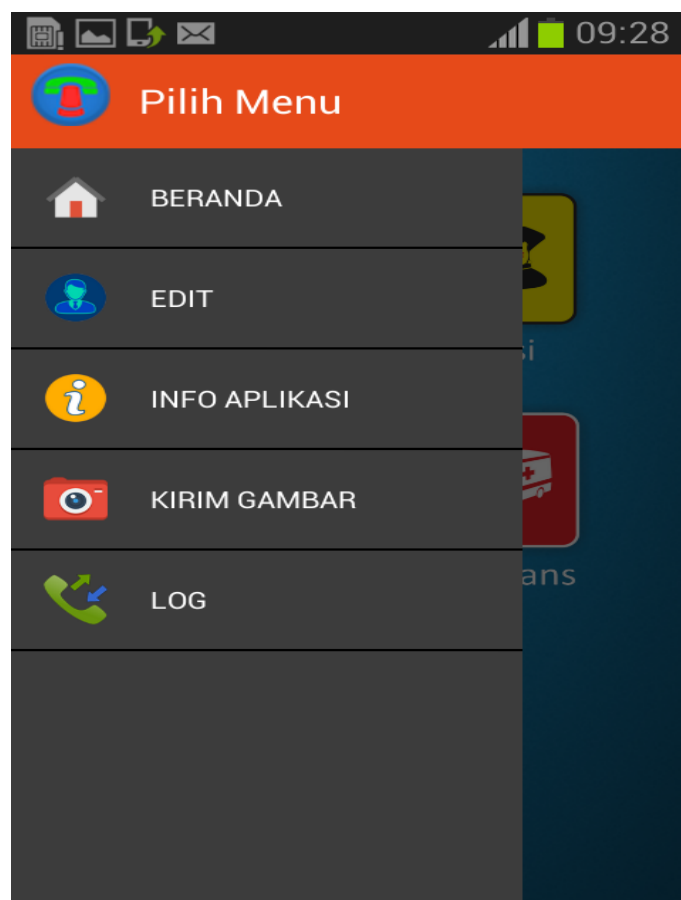 09:28
Pilih Menu
BERANDA
EDIT
INFO APLIKASI
KIRIM GAMBAR
LOG